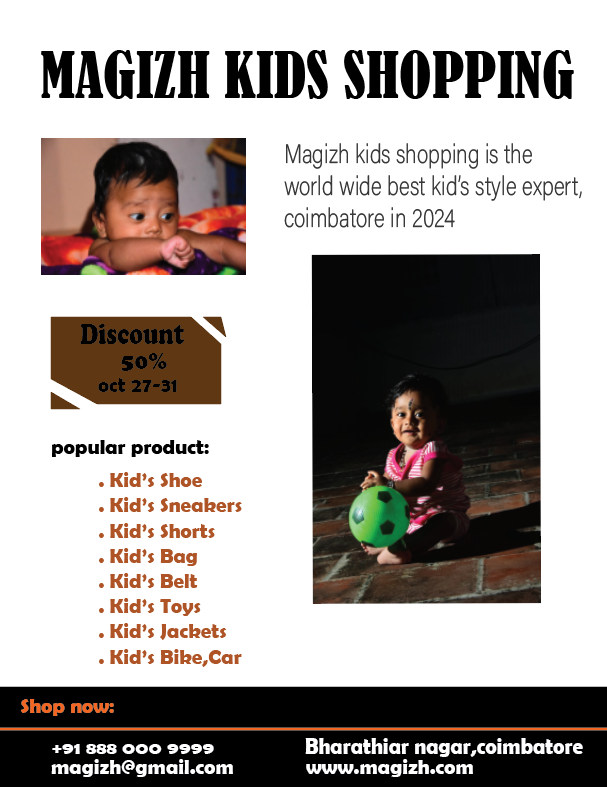 MAGIZH KIDS SHOPPING
Magizh kids shopping is the
world wide best kid's style expert,
coimbatore in 2024
Discount
50%
oct 27-31
popular product:
. Kid's Shoe
. Kid's Sneakers
. Kid's Shorts
. Kid's Bag
. Kid's Belt
. Kid's Toys
. Kid's Jackets
. Kid's Bike,Car
Shop now:
+91 888 000 9999
magizh@gmail.com
Bharathiar nagar,coimbatore
www.magizh.com